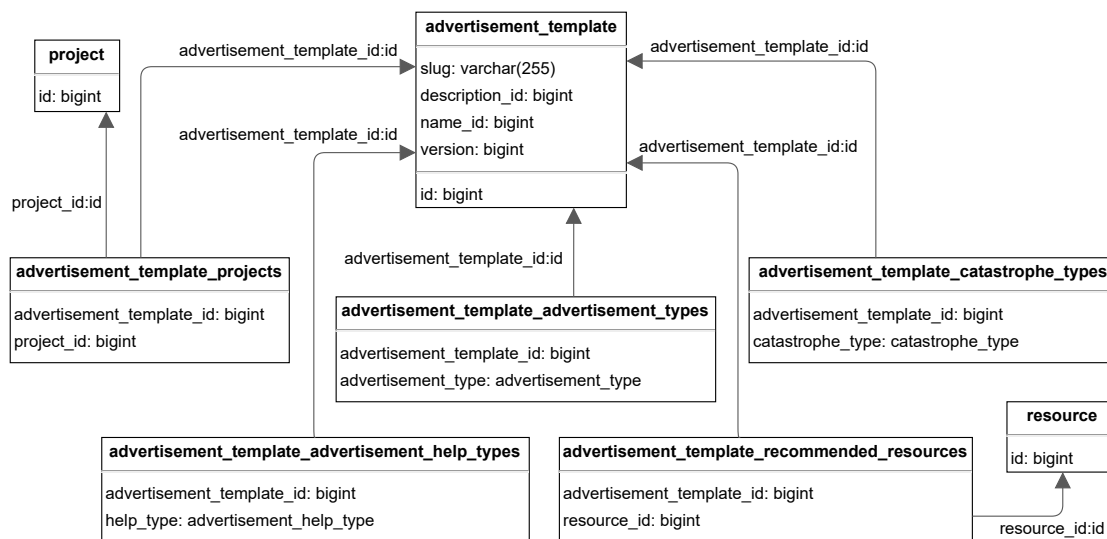 advertisement_template
slug: varchar(255)
description_id: bigint
name_id: bigint
version: bigint
id: bigint
project
id: bigint
advertisement_template_id:id
advertisement_template_id:id
advertisement_template_id:id
advertisement_template_id:id
project_id:id
advertisement_template_id:id
advertisement_template_projects
advertisement_template_id: bigint
project_id: bigint
advertisement_template_advertisement_types
advertisement_template_id: bigint
advertisement_type: advertisement_type
advertisement_template_catastrophe_types
advertisement_template_id: bigint
catastrophe_type: catastrophe_type
advertisement_template_advertisement_help_types
advertisement_template_id: bigint
help_type: advertisement_help_type
advertisement_template_recommended_resources
advertisement_template_id: bigint
resource_id: bigint
resource
id: bigint
resource_id:id